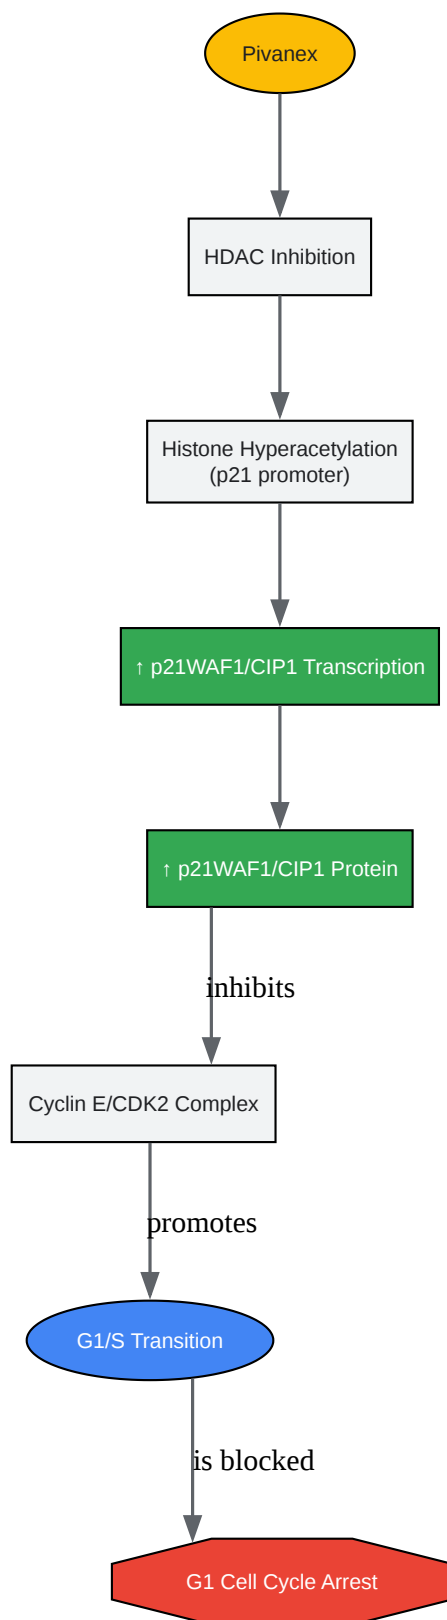 Pivanex
HDAC Inhibition
Histone Hyperacetylation
(p21 promoter)
↑ p21WAF1/CIP1 Transcription
↑ p21WAF1/CIP1 Protein
inhibits
Cyclin E/CDK2 Complex
promotes
G1/S Transition
is blocked
G1 Cell Cycle Arrest